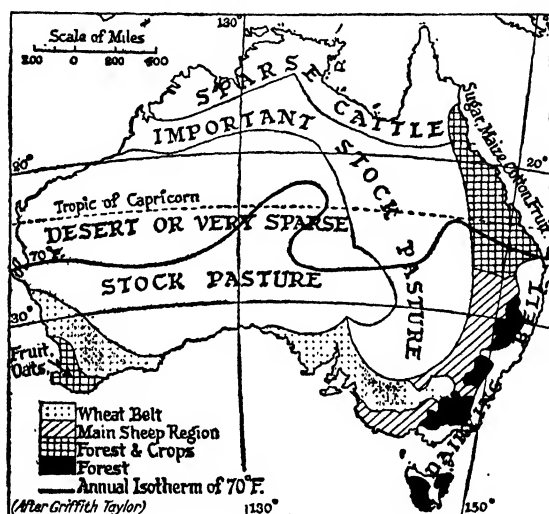 130
Scale of Miles
200 0 200 400
SPARSE CATTLE
IMPORTANT STOCK PASTURE
Sugar, Maize Cotton, Fruit
20° 20°
Tropic of Capricorn
DESERT OR VERY SPARSE
70°F.
STOCK PASTURE
30°
Fruit,
Oats,
DAIRYING BELT
Wheat Belt
Main Sheep Region
Forest & Crops
Forest
Annual Isotherm of 70°F.
(After Griffith Taylor)
130° 150°